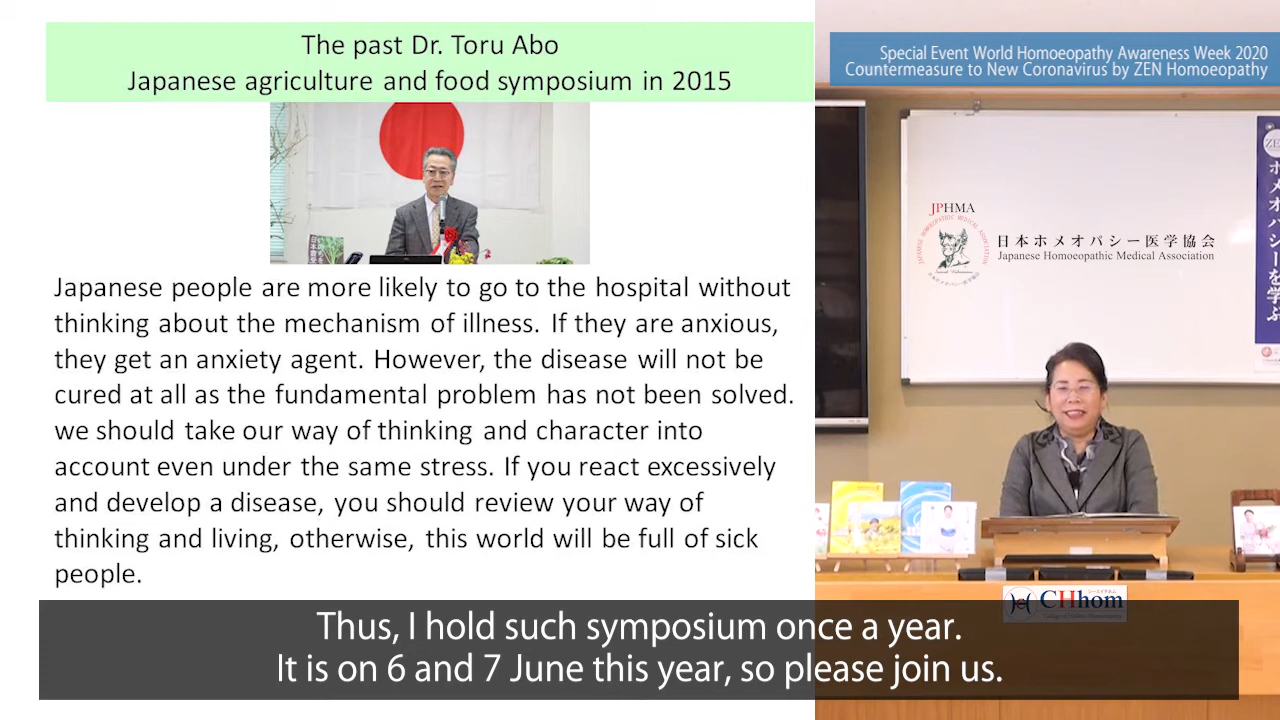 The past Dr. Toru Abo
Japanese agriculture and food symposium in 2015
Japanese people are more likely to go to the hospital without
thinking about the mechanism of illness. If they are anxious,
they get an anxiety agent. However, the disease will not be
cured at all as the fundamental problem has not been solved.
we should take our way of thinking and character into
account even under the same stress. If you react excessively
and develop a disease, you should review your way of
thinking and living, otherwise, this world will be full of sick
people.
Special Event World Homoeopathy Awareness Week 2020
Countermeasure to New Coronavirus by ZEN Homoeopathy
JPHMA
JAPANESE HOMOEOPATHIC MEDICAL ASSOCIATION
日本ホメオパシー医学協会
Japanese Homoeopathic Medical Association
ホメオパシーを学ぶ
CHhom
Thus, I hold such symposium once a year.
It is on 6 and 7 June this year, so please join us.